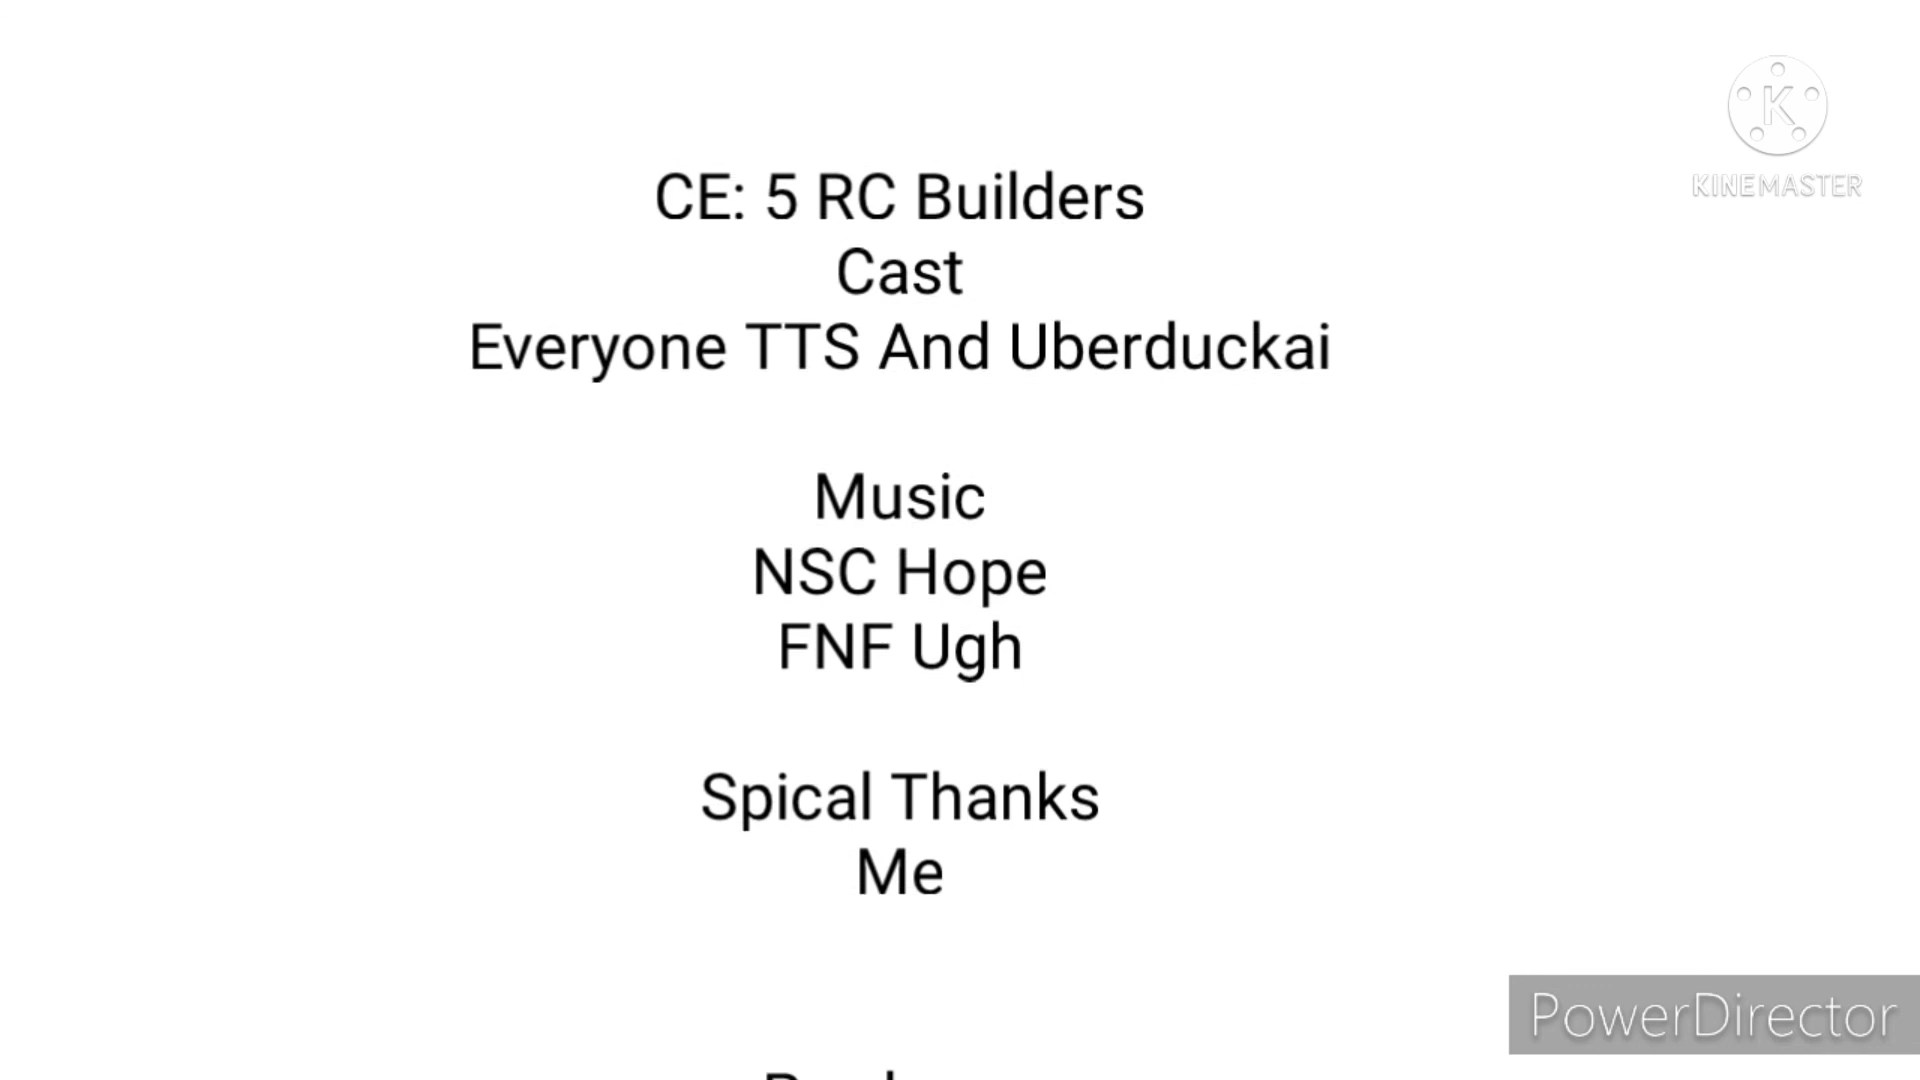 K
KINEMASTER
CE: 5 RC Builders
Cast
Everyone TTS And Uberduckai
Music
NSC Hope
FNF Ugh
Spical Thanks
Me
PowerDirector